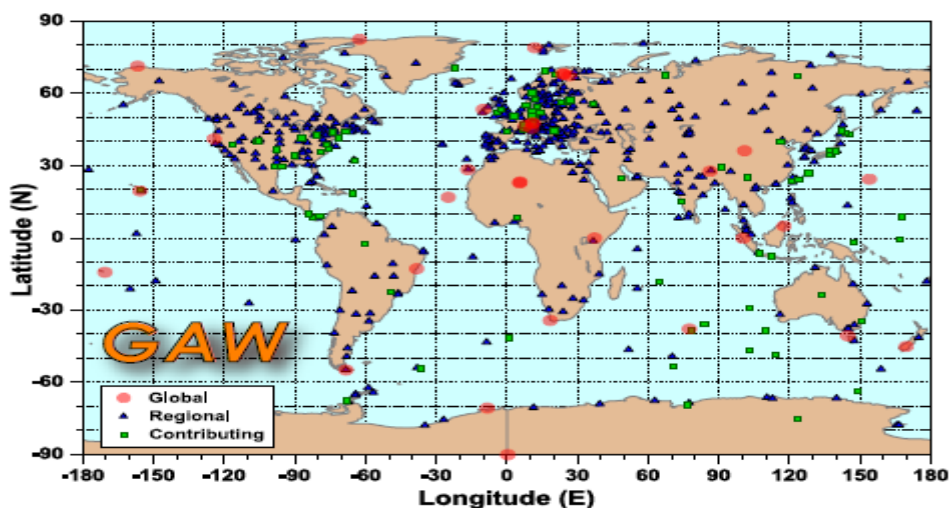 90
60
30
0
-30
-60
-90
Latitude (N)
GAW
Global
Regional
Contributing
-180 -150 -120 -90 -60 -30 0 30 60 90 120 150 180
Longitude (E)